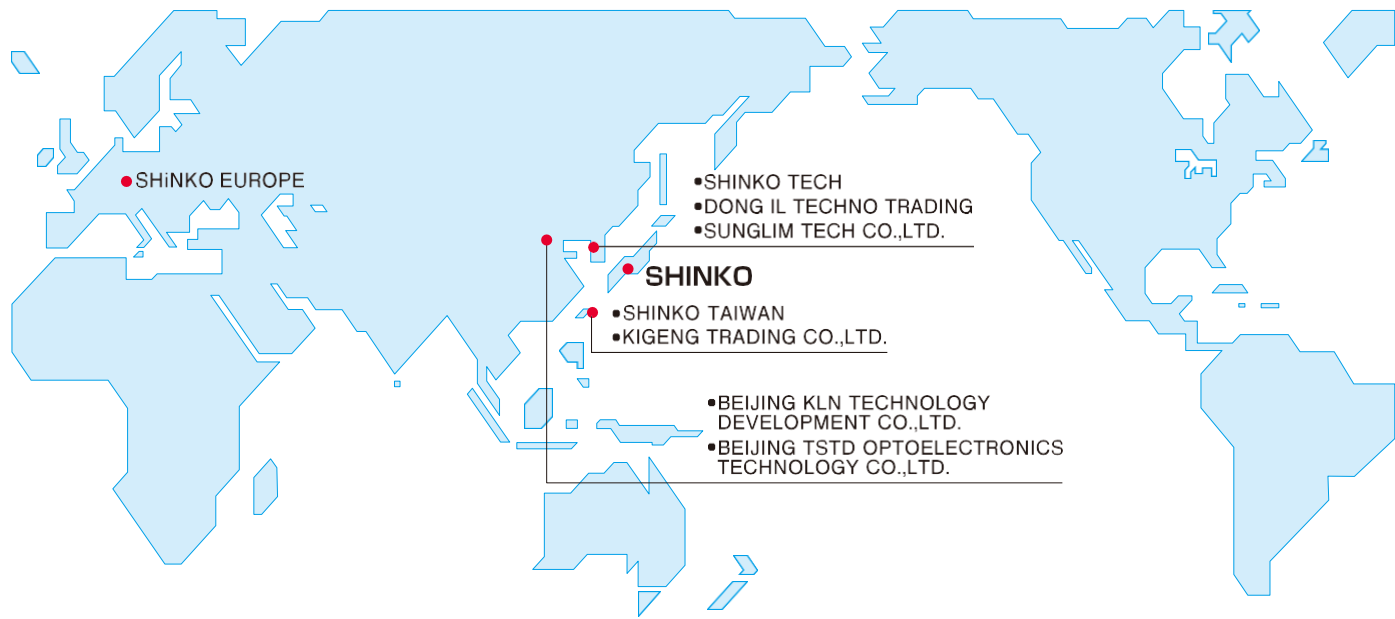 SHiNKO EUROPE
•SHINKO TECH
•DONG IL TECHNO TRADING
•SUNGLIM TECH CO.,LTD.
SHINKO
•SHINKO TAIWAN
•KIGENG TRADING CO.,LTD.
•BEIJING KLN TECHNOLOGY
DEVELOPMENT CO.,LTD.
•BEIJING TSTD OPTOELECTRONICS
TECHNOLOGY CO.,LTD.